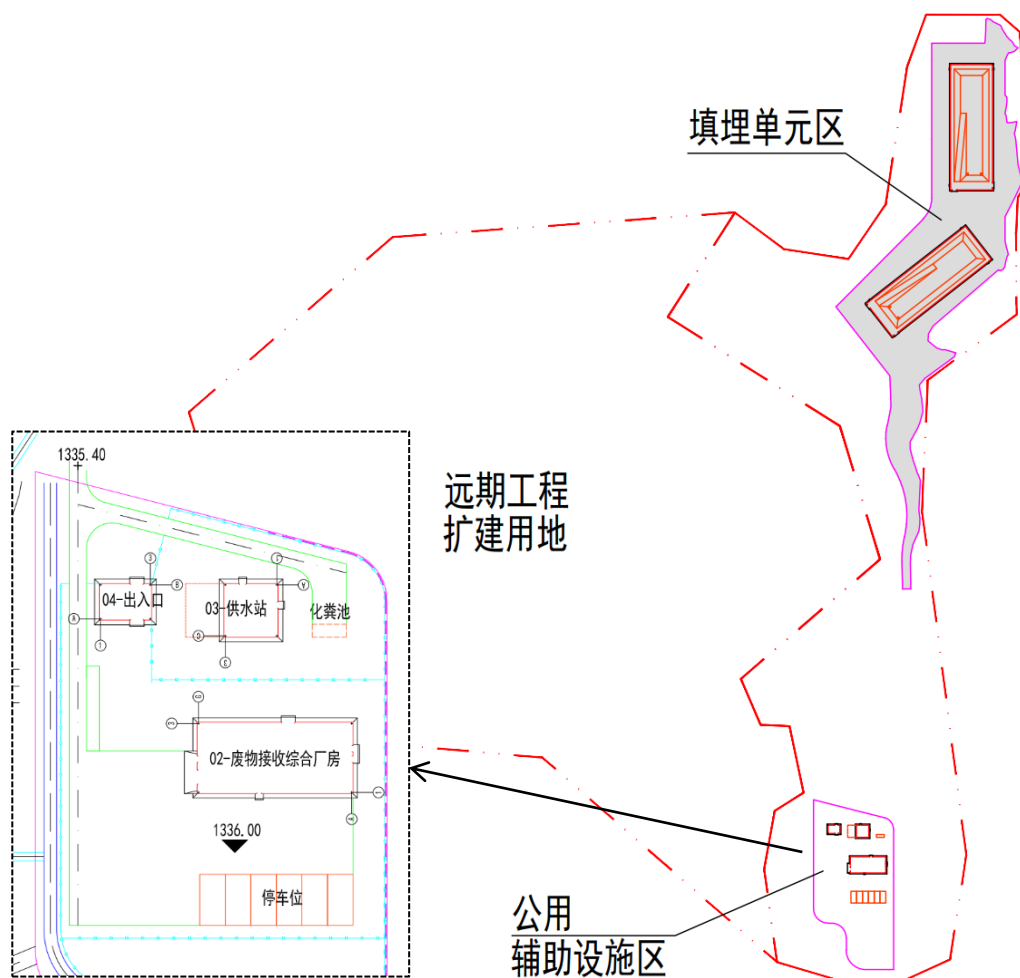 填埋单元区
远期工程
扩建用地
1335.40
04-出入口
03-供水站
化粪池
02-废物接收综合厂房
1336.00
停车位
公用
辅助设施区